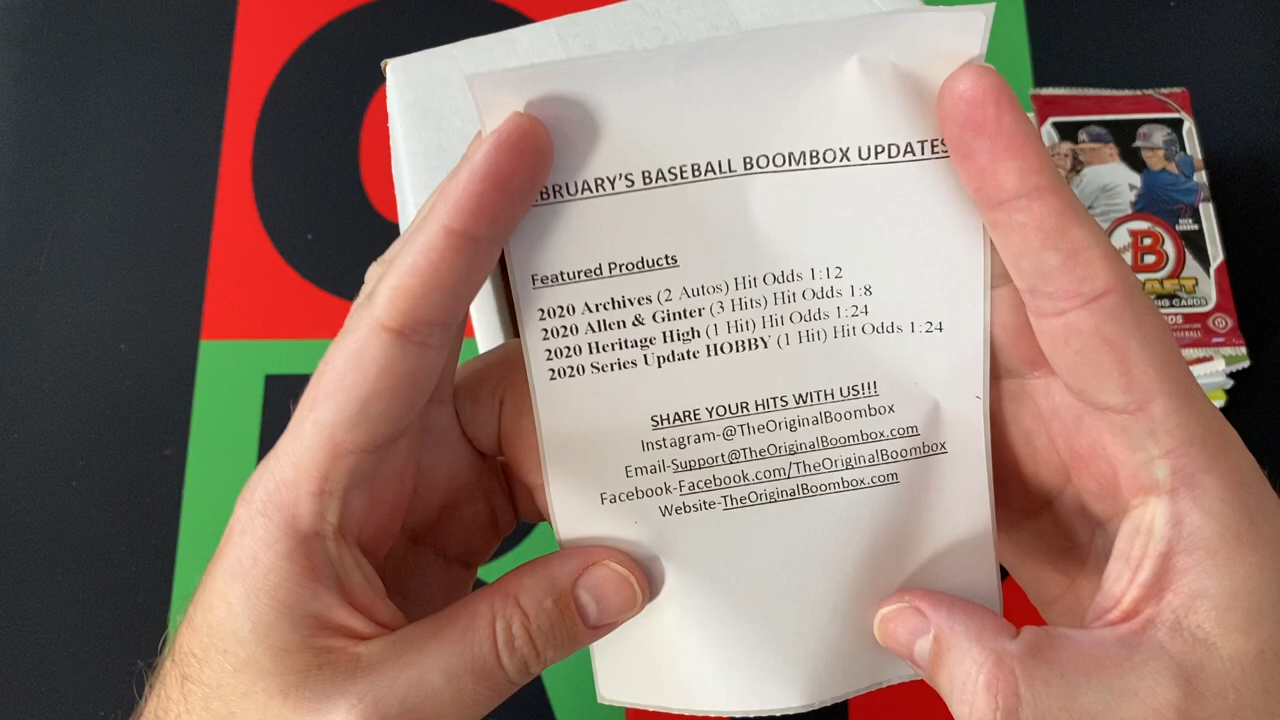 BRUARY'S BASEBALL BOOMBOX UPDATES
Featured Products
2020 Archives (2 Autos) Hit Odds 1:12
2020 Allen & Ginter (3 Hits) Hit Odds 1:8
2020 Heritage High (1 Hit) Hit Odds 1:24
2020 Series Update HOBBY (1 Hit) Hit Odds 1:24
SHARE YOUR HITS WITH US!!!
Instagram-@TheOriginalBoombox
Email-Support@TheOriginalBoombox.com
Facebook-Facebook.com/TheOriginalBoombox
Website-TheOriginalBoombox.com
NICK
GORDON
B